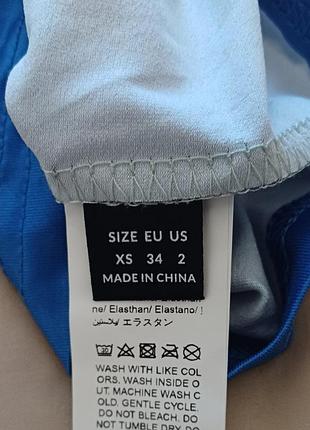 SIZE EU US
XS 34 2
MADE IN CHINA
ne/ Elasthan/ Elastano/
إيلاستين/ エラスタン
WASH WITH LIKE COL
ORS. WASH INSIDE O
UT. MACHINE WASH C
OLD. GENTLE CYCLE.
DO NOT BLEACH. DO
NOT TUMBLE DRY. DO